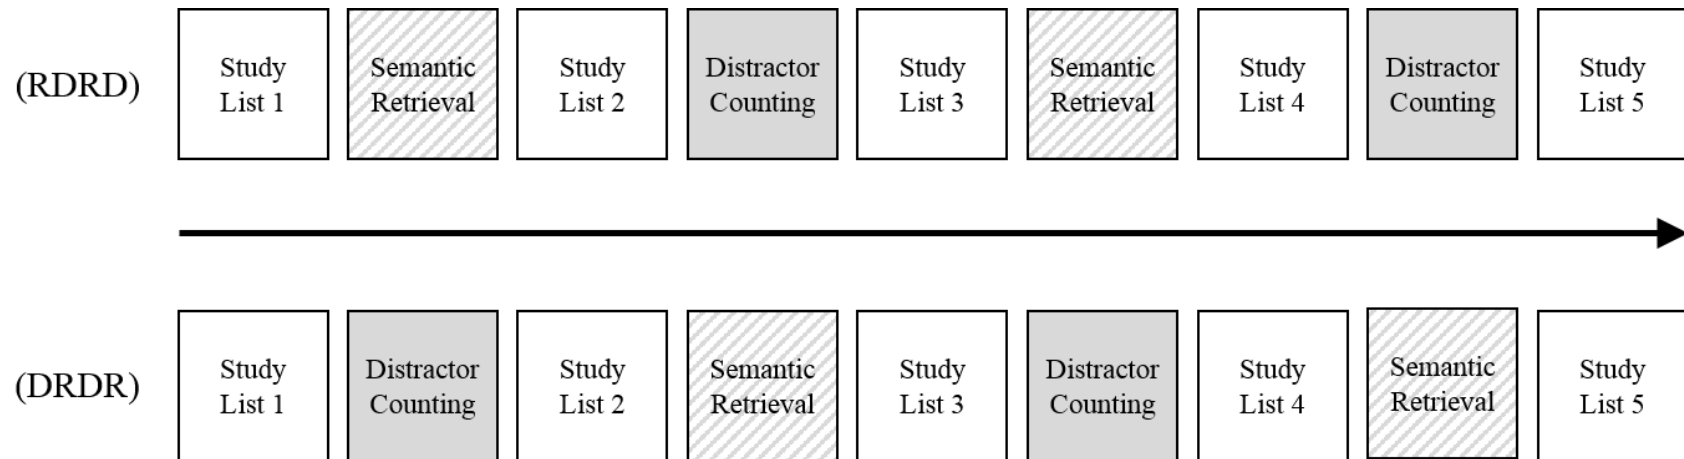 (RDRD)
Study
List 1
Semantic
Retrieval
Study
List 2
Distractor
Counting
Study
List 3
Semantic
Retrieval
Study
List 4
Distractor
Counting
Study
List 5
(DRDR)
Study
List 1
Distractor
Counting
Study
List 2
Semantic
Retrieval
Study
List 3
Distractor
Counting
Study
List 4
Semantic
Retrieval
Study
List 5